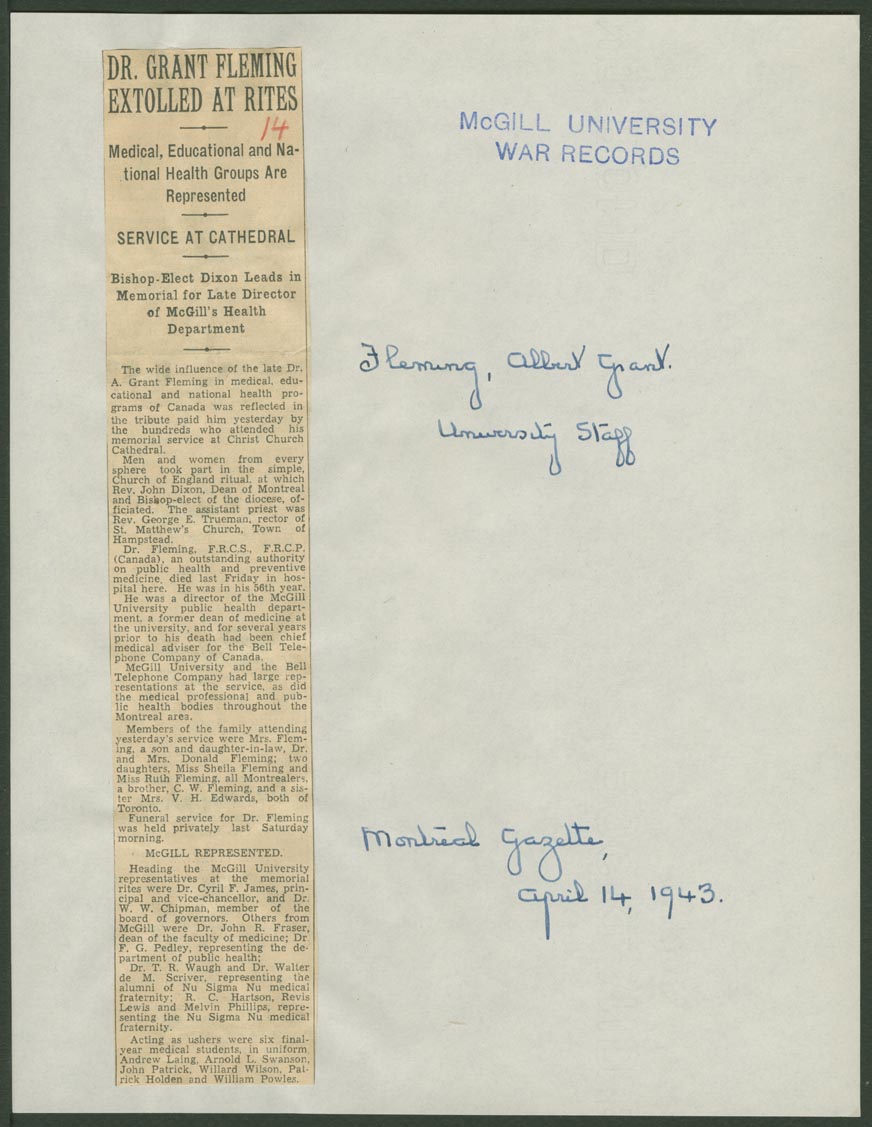 DR. GRANT FLEMING
EXTOLLED AT RITES
14
Medical, Educational and Na-
tional Health Groups Are
Represented
SERVICE AT CATHEDRAL
Bishop-Elect Dixon Leads in
Memorial for Late Director
of McGill's Health
Department
The wide influence of the late Dr.
A. Grant Fleming in medical, edu-
cational and national health pro-
grams of Canada was reflected in
the tribute paid him yesterday by
the hundreds who attended his
memorial service at Christ Church
Cathedral.
Men and women from every
sphere took part in the simple,
Church of England ritual, at which
Rev. John Dixon, Dean of Montreal
and Bishop-elect of the diocese, of-
ficiated. The assistant priest was
Rev. George E. Trueman, rector of
St. Matthew's Church, Town of
Hampstead.
Dr. Fleming, F.R.C.S., F.R.C.P.
(Canada), an outstanding authority
on public health and preventive
medicine, died last Friday in hos-
pital here. He was in his 56th year.
He was a director of the McGill
University public health depart-
ment, a former dean of medicine at
the university, and for several years
prior to his death had been chief
medical adviser for the Bell Tele-
phone Company of Canada.
McGill University and the Bell
Telephone Company had large rep-
resentations at the service, as did
the medical professional and pub-
lic health bodies throughout the
Montreal area.
Members of the family attending
yesterday's service were Mrs. Flem-
ing, a son and daughter-in-law, Dr.
and Mrs. Donald Fleming; two
daughters, Miss Sheila Fleming and
Miss Ruth Fleming, all Montrealers,
a brother, C. W. Fleming, and a sis-
ter Mrs. V. H. Edwards, both of
Toronto.
Funeral service for Dr. Fleming
was held privately last Saturday
morning.
McGILL REPRESENTED.
Heading the McGill University
representatives at the memorial
rites were Dr. Cyril F. James, prin-
cipal and vice-chancellor, and Dr.
W. W. Chipman, member of the
board of governors. Others from
McGill were Dr. John R. Fraser,
dean of the faculty of medicine; Dr.
F. G. Pedley, representing the de-
partment of public health;
Dr. T. R. Waugh and Dr. Walter
de M. Scriver, representing the
alumni of Nu Sigma Nu medical
fraternity; R. C. Hartson, Revis
Lewis and Melvin Phillips, repre-
senting the Nu Sigma Nu medical
fraternity.
Acting as ushers were six final-
year medical students, in uniform,
Andrew Laing, Arnold L. Swanson,
John Patrick, Willard Wilson, Pat-
rick Holden and William Powles.
McGILL UNIVERSITY
WAR RECORDS
Fleming, Albert Grant.
University Staff
Montreal Gazette,
April 14, 1943.